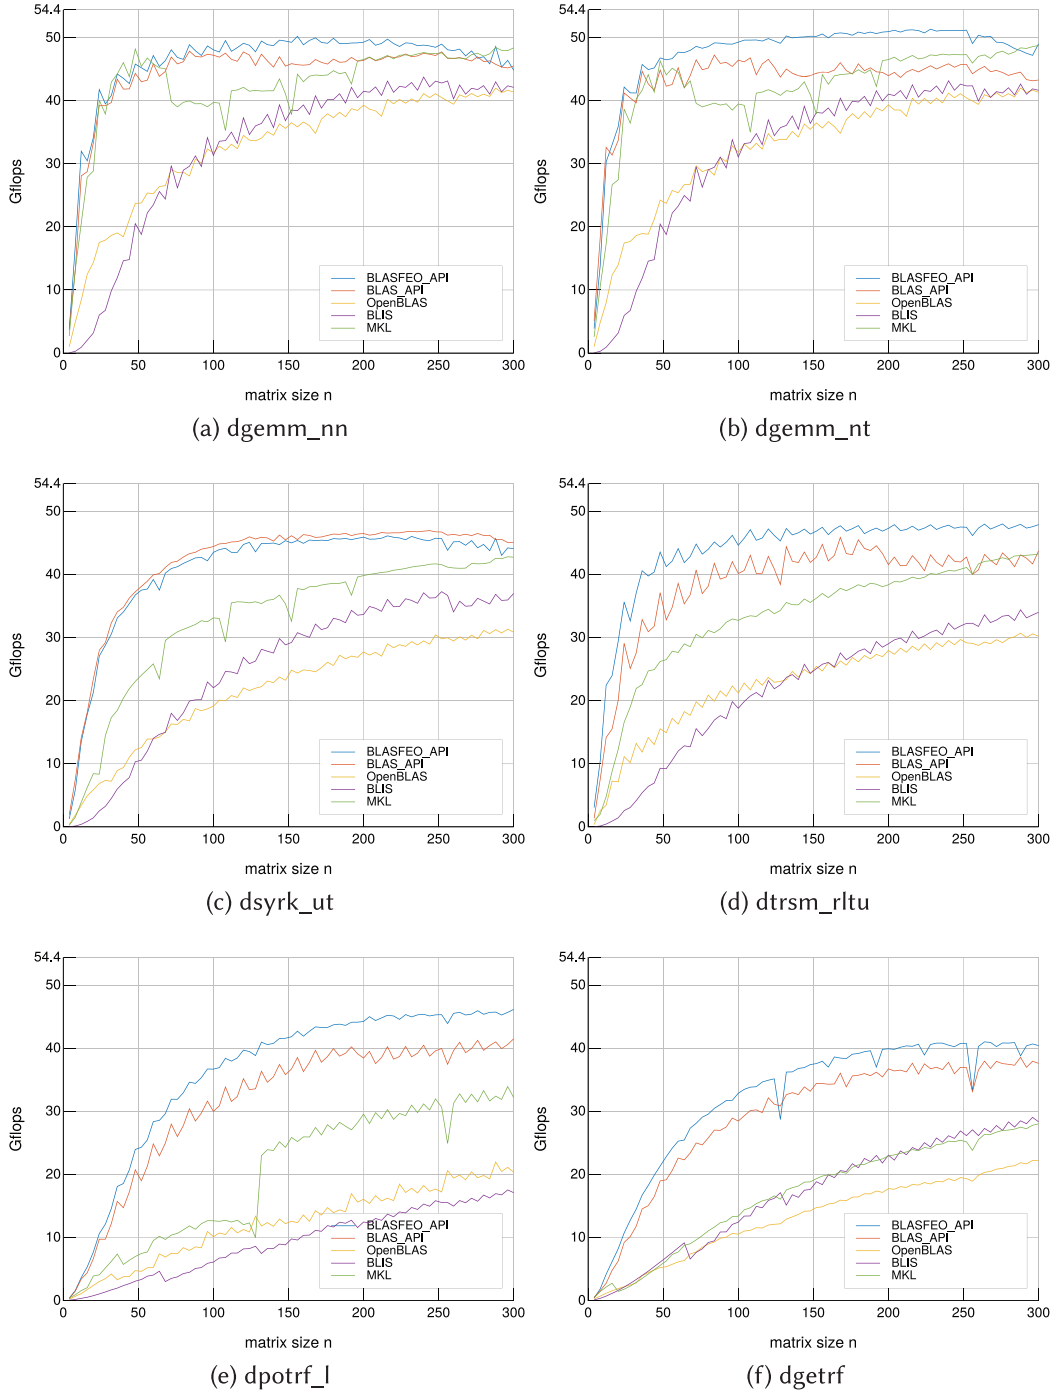 54.4
50
40
30
20
10
0
Gflops
BLASFEO_API
BLAS_API
OpenBLAS
BLIS
MKL
0 50 100 150 200 250 300
matrix size n
(a) dgemm_nn
54.4
50
40
30
20
10
0
Gflops
BLASFEO_API
BLAS_API
OpenBLAS
BLIS
MKL
0 50 100 150 200 250 300
matrix size n
(b) dgemm_nt
54.4
50
40
30
20
10
0
Gflops
BLASFEO_API
BLAS_API
OpenBLAS
BLIS
MKL
0 50 100 150 200 250 300
matrix size n
(c) dsyrk_ut
54.4
50
40
30
20
10
0
Gflops
BLASFEO_API
BLAS_API
OpenBLAS
BLIS
MKL
0 50 100 150 200 250 300
matrix size n
(d) dtrsm_rltu
54.4
50
40
30
20
10
0
Gflops
BLASFEO_API
BLAS_API
OpenBLAS
BLIS
MKL
0 50 100 150 200 250 300
matrix size n
(e) dpotrf_l
54.4
50
40
30
20
10
0
Gflops
BLASFEO_API
BLAS_API
OpenBLAS
BLIS
MKL
0 50 100 150 200 250 300
matrix size n
(f) dgetrf